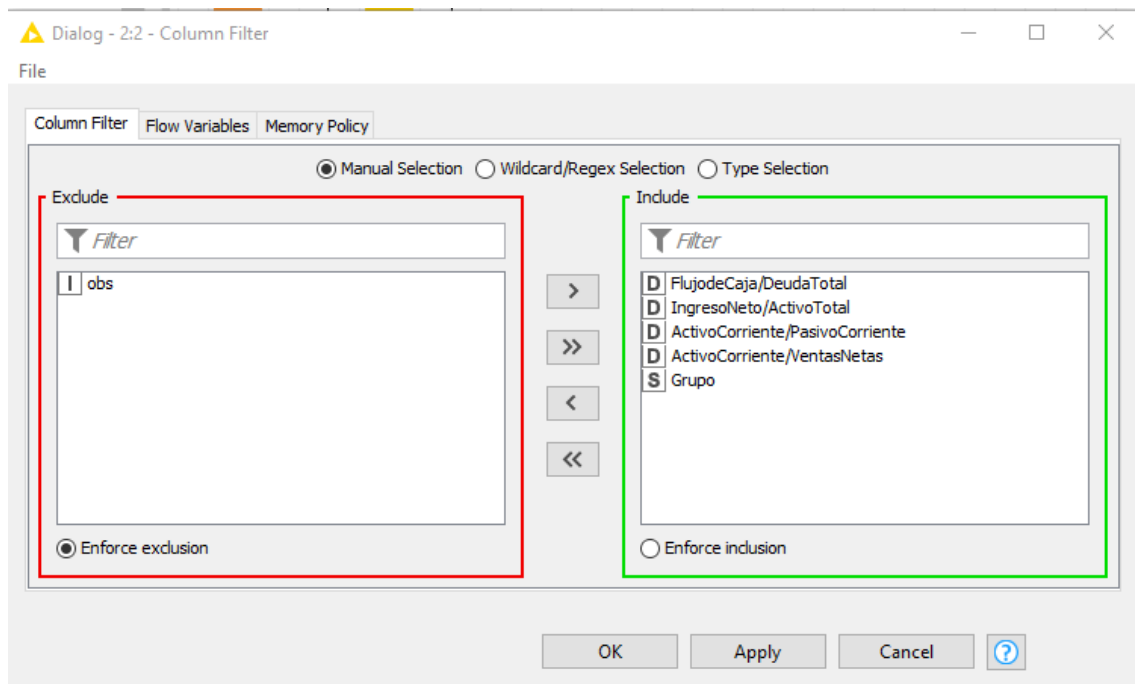 Dialog - 2:2 - Column Filter
File
Column Filter Flow Variables Memory Policy
Manual Selection Wildcard/Regex Selection Type Selection
Exclude
Filter
I obs
Enforce exclusion
>
>>
<
<<
Include
Filter
D FlujodeCaja/DeudaTotal
D IngresoNeto/ActivoTotal
D ActivoCorriente/PasivoCorriente
D ActivoCorriente/VentasNetas
S Grupo
Enforce inclusion
OK Apply Cancel ?